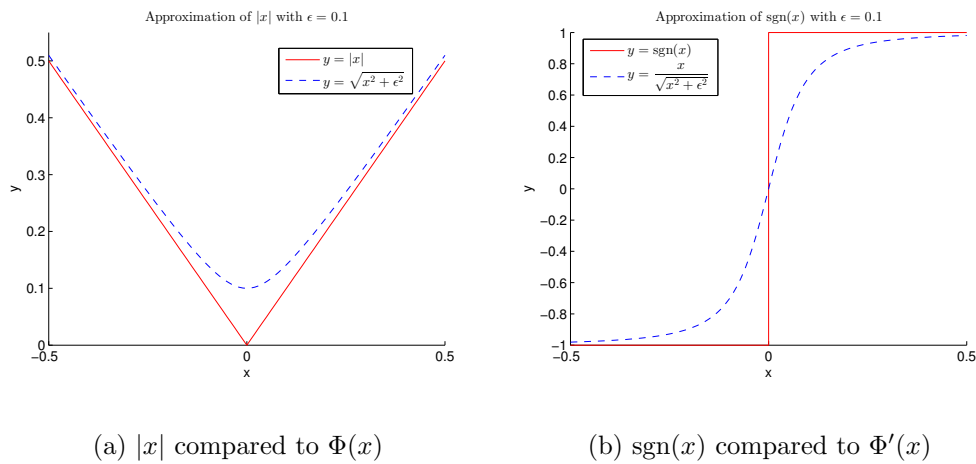 Approximation of |x| with ϵ = 0.1
y = |x|
y = √(x² + ϵ²)
0.5
0.4
0.3
0.2
0.1
0
y
−0.5
0
0.5
x
(a) |x| compared to Φ(x)
Approximation of sgn(x) with ϵ = 0.1
y = sgn(x)
y = x / √(x² + ϵ²)
1
0.8
0.6
0.4
0.2
0
−0.2
−0.4
−0.6
−0.8
−1
y
−0.5
0
0.5
x
(b) sgn(x) compared to Φ′(x)